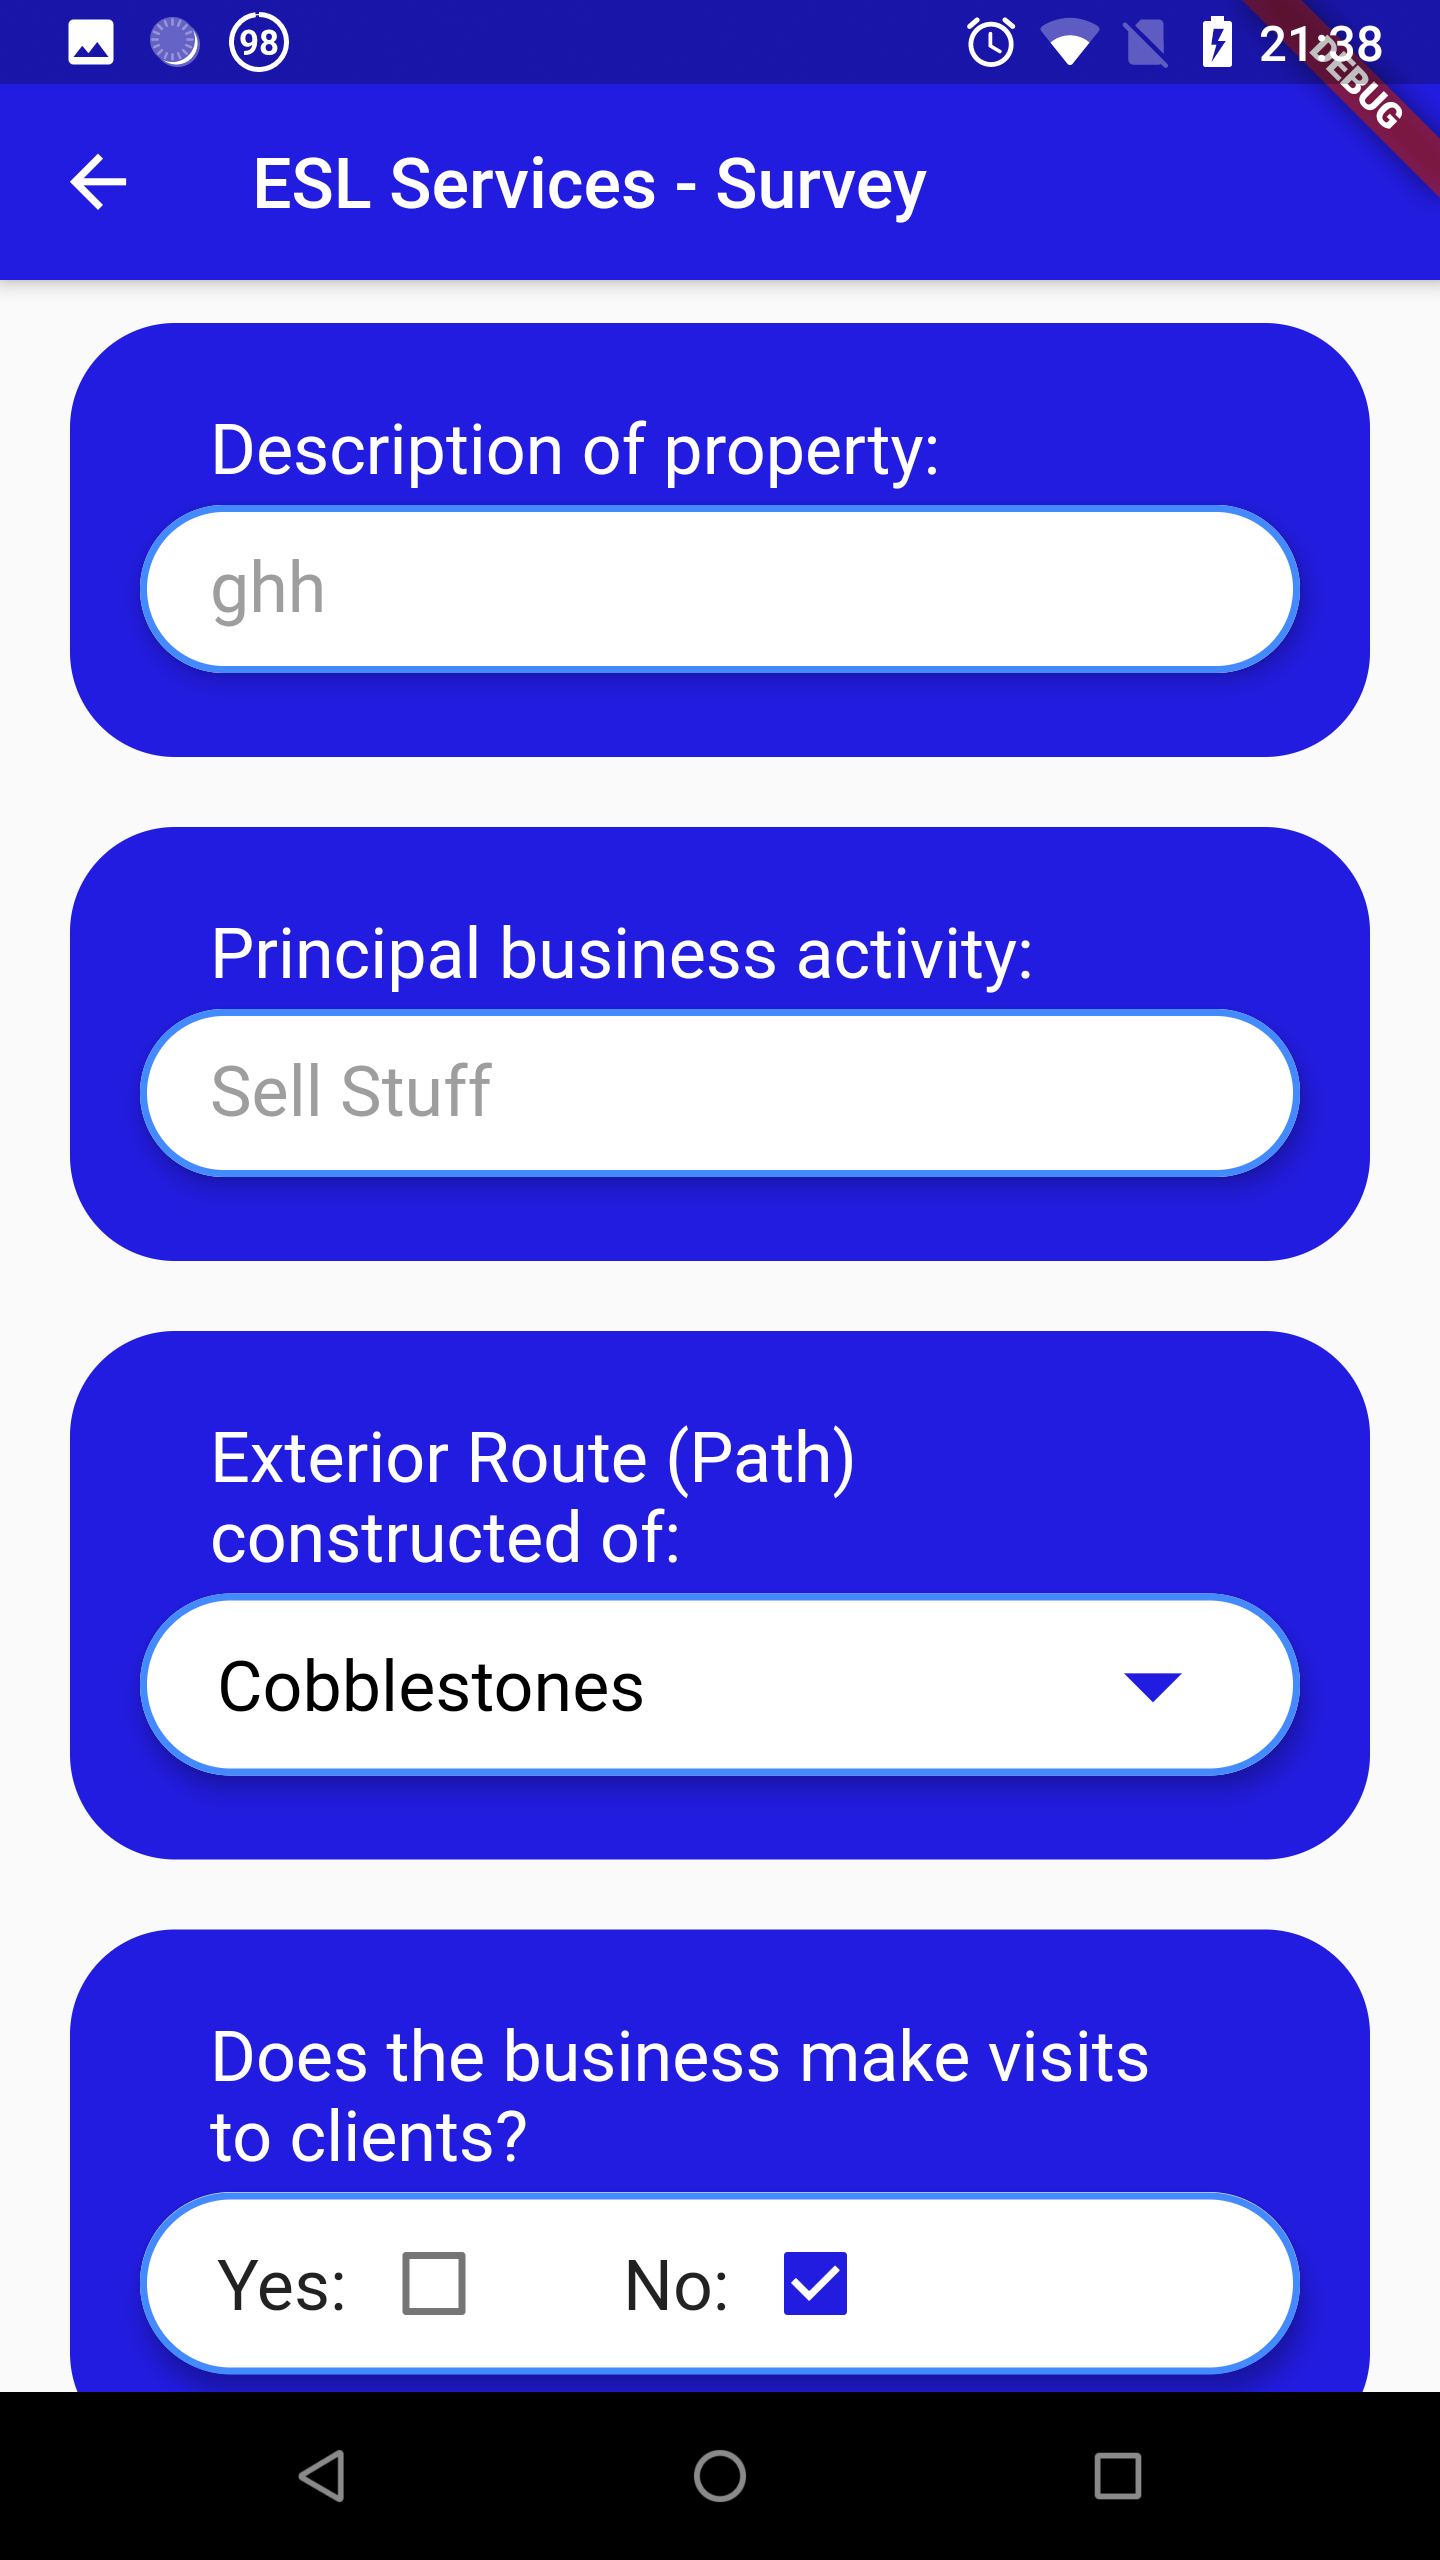 98
21:38
DEBUG
ESL Services - Survey
Description of property:
ghh
Principal business activity:
Sell Stuff
Exterior Route (Path)
constructed of:
Cobblestones
Does the business make visits
to clients?
Yes: No: